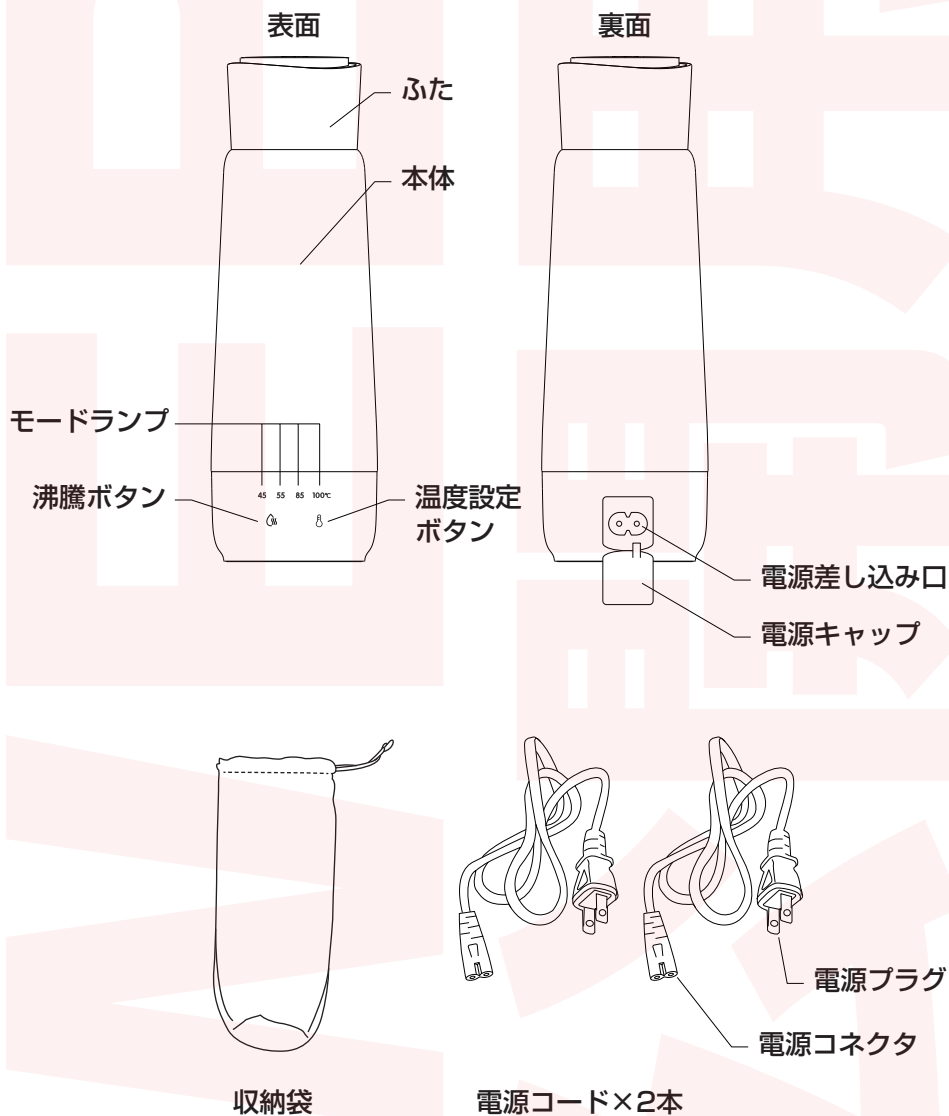 表面
裏面
ふた
本体
モードランプ
45 55 85 100℃
沸騰ボタン
温度設定
ボタン
電源差し込み口
電源キャップ
電源プラグ
電源コネクタ
収納袋
電源コード×2本